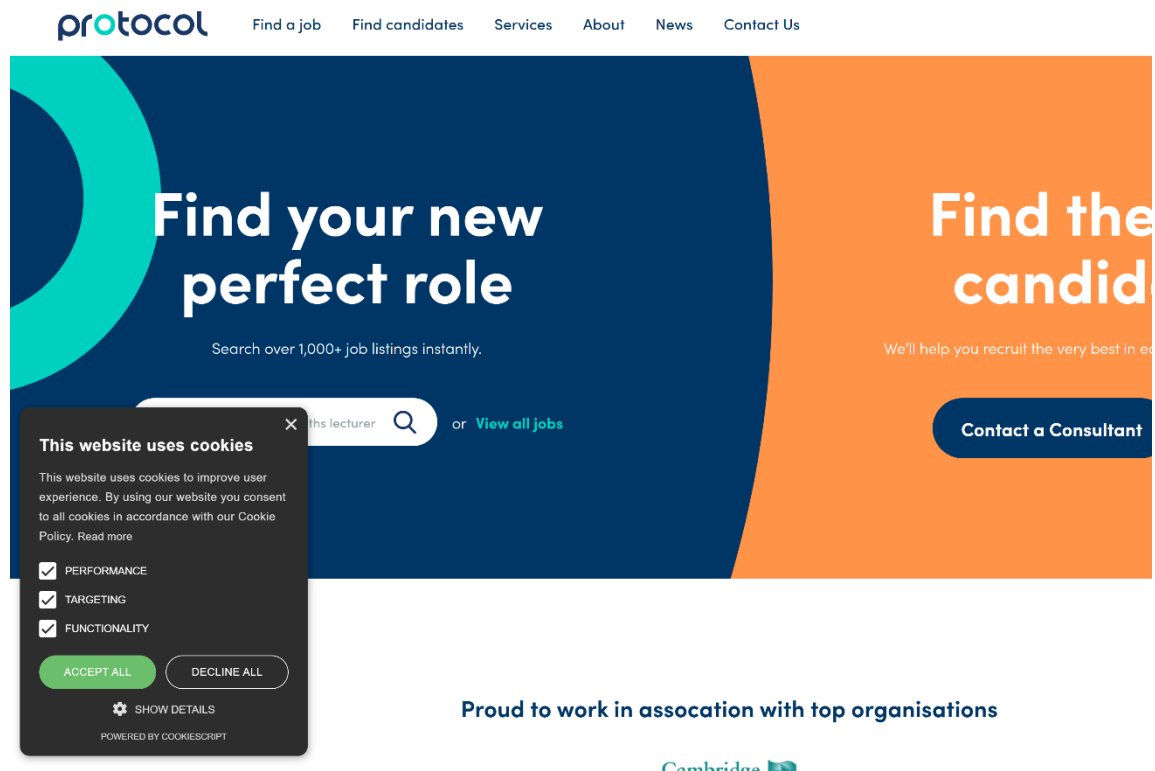 protocol
Find a job Find candidates Services About News Contact Us
Find your new
perfect role
Search over 1,000+ job listings instantly.
lecturer
or View all jobs
Find the
We'll help you recruit the very best in
Contact a Consultant
This website uses cookies
This website uses cookies to improve user
experience. By using our website you consent
to all cookies in accordance with our Cookie
Policy. Read more
PERFORMANCE
TARGETING
FUNCTIONALITY
ACCEPT ALL DECLINE ALL
SHOW DETAILS
POWERED BY COOKIESCRIPT
Proud to work in assocation with top organisations
Cambridge